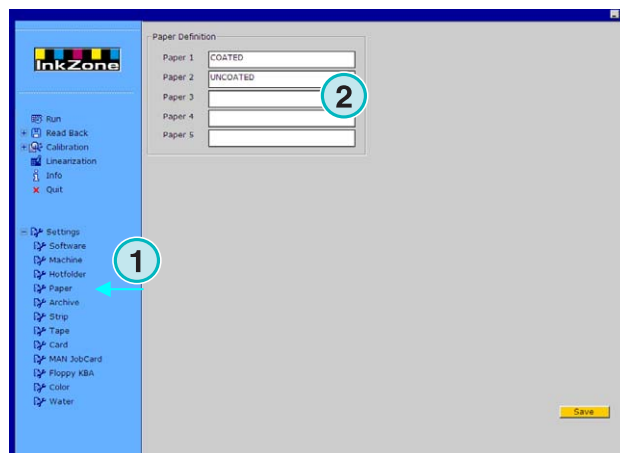 InkZone
Run
Read Back
Calibration
Linearization
Info
Quit
Settings
Software
Machine
Hotfolder
Paper
Archive
Strip
Tape
Card
MAN JobCard
Floppy KBA
Color
Water
1
Paper Definition
Paper 1 COATED
Paper 2 UNCOATED
Paper 3
Paper 4
Paper 5
2
Save